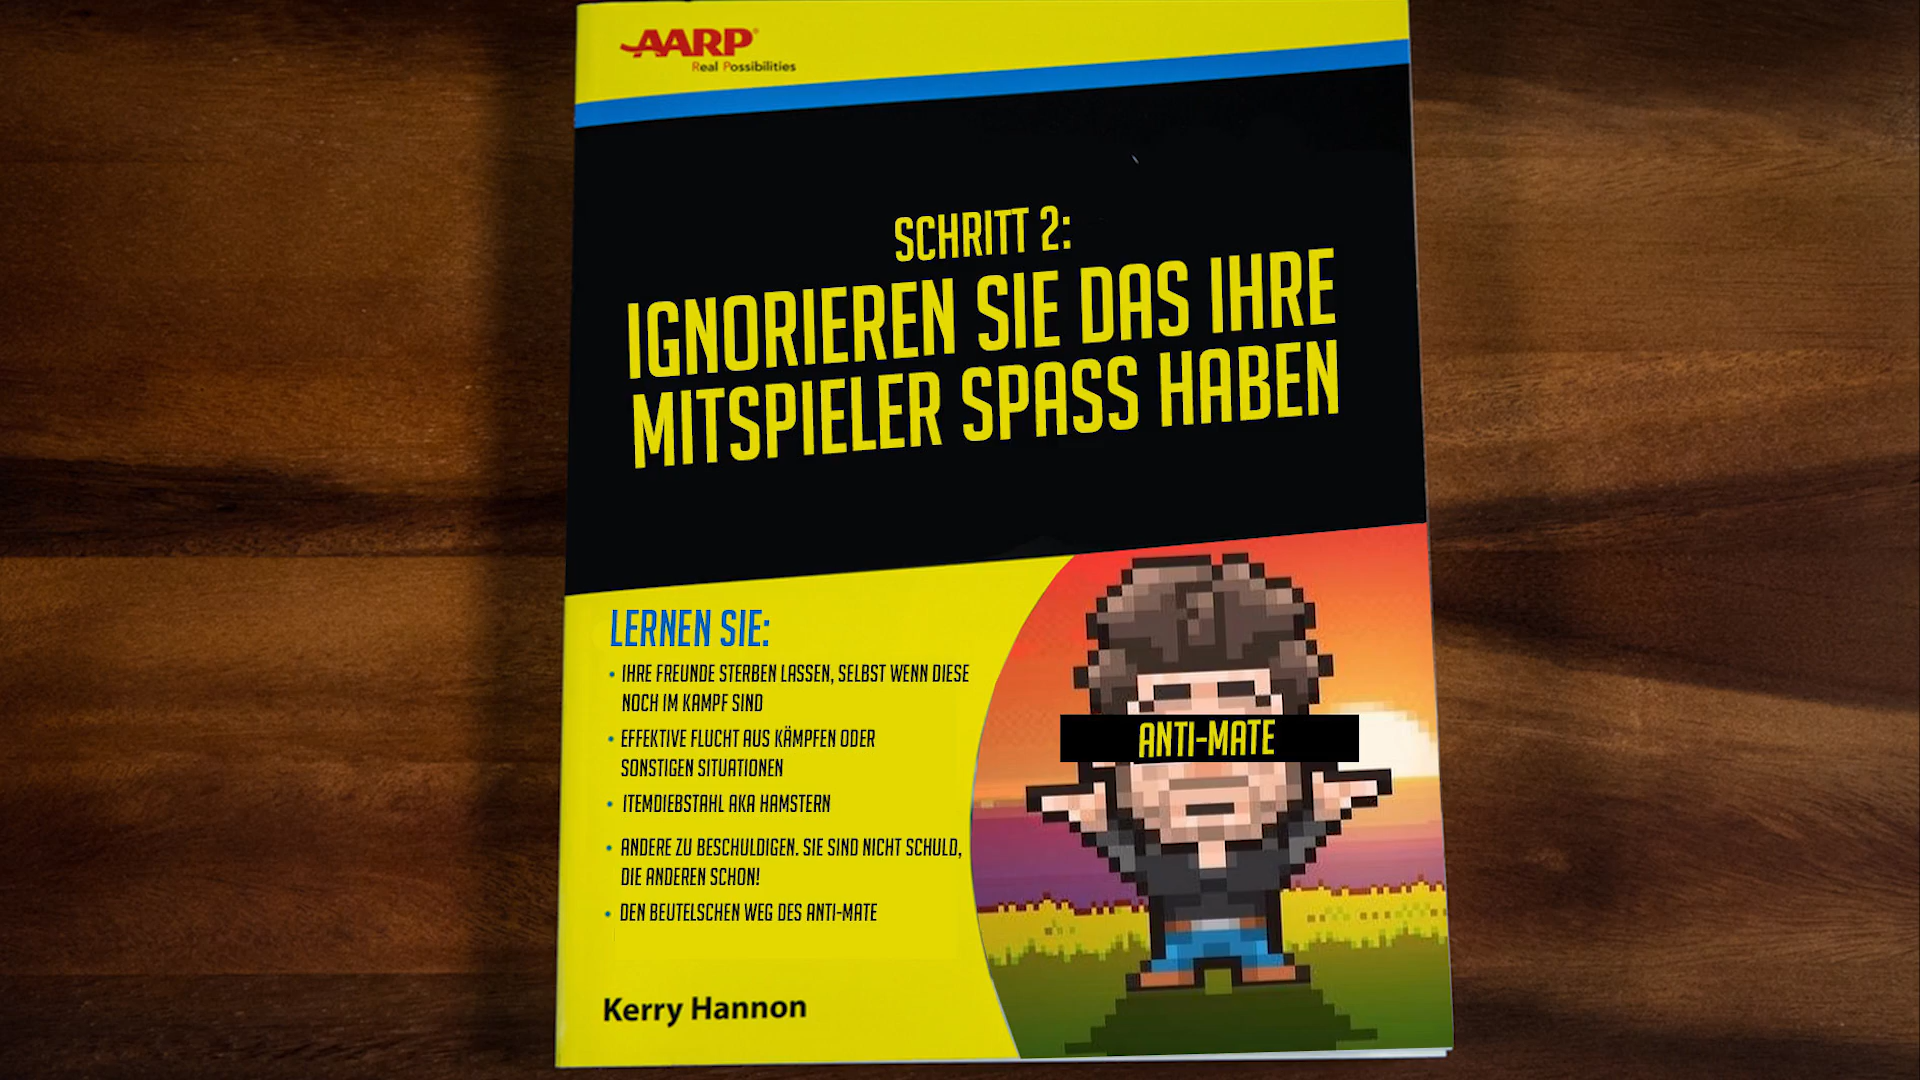 AARP®
Real Possibilities
SCHRITT 2:
IGNORIEREN SIE DAS IHRE
MITSPIELER SPASS HABEN
LERNEN SIE:
• IHRE FREUNDE STERBEN LASSEN, SELBST WENN DIESE
NOCH IM KAMPF SIND
• EFFEKTIVE FLUCHT AUS KÄMPFEN ODER
SONSTIGEN SITUATIONEN
• ITEMDIEBSTAHL AKA HAMSTERN
• ANDERE ZU BESCHULDIGEN. SIE SIND NICHT SCHULD,
DIE ANDEREN SCHON!
• DEN BEUTELSCHEN WEG DES ANTI-MATE
ANTI-MATE
Kerry Hannon